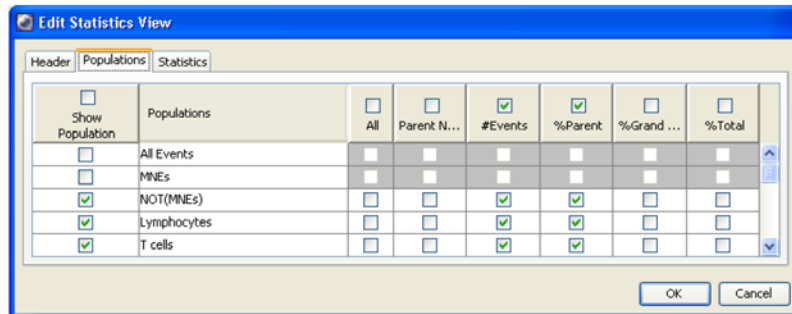 Edit Statistics View
Header Populations Statistics
Show Population Populations All Parent N... #Events %Parent %Grand ... %Total
All Events
MNEs
NOT(MNEs)
Lymphocytes
T cells
OK Cancel